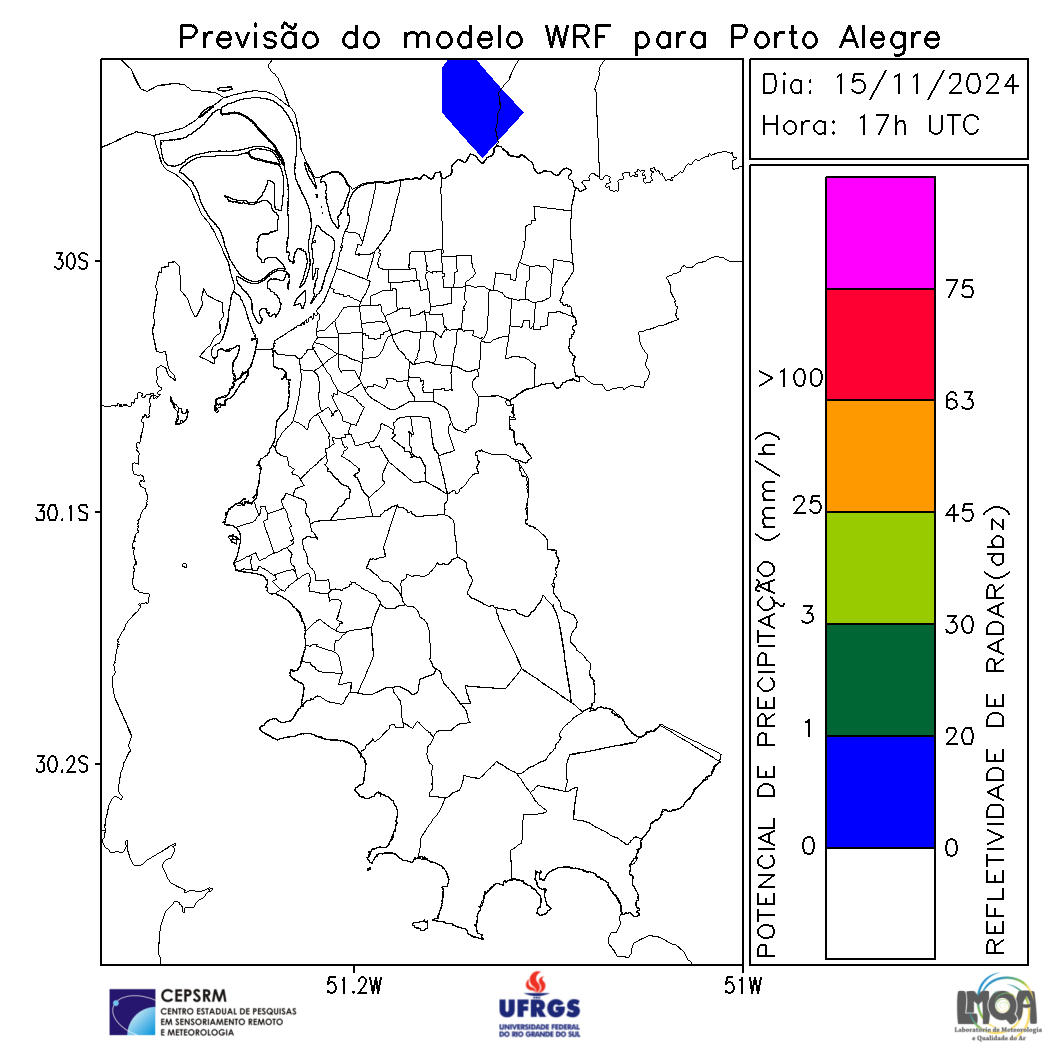 Previsão do modelo WRF para Porto Alegre
Dia: 15/11/2024
Hora: 17h UTC
30S
30.1S
30.2S
51.2W
51W
POTENCIAL DE PRECIPITAÇÃO (mm/h)
>100
25
3
1
0
75
63
45
30
20
0
REFLETIVIDADE DE RADAR(dbz)
CEPSRM
CENTRO ESTADUAL DE PESQUISAS
EM SENSORIAMENTO REMOTO
E METEOROLOGIA
UFRGS
UNIVERSIDADE FEDERAL
DO RIO GRANDE DO SUL
LMQA
Laboratório de Meteorologia
e Qualidade do Ar